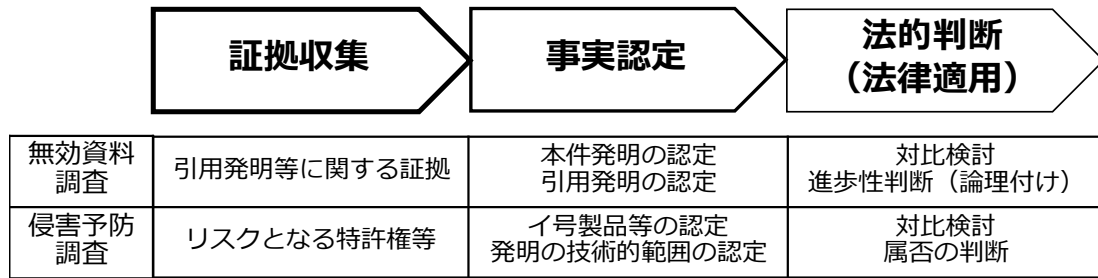 証拠収集
事実認定
法的判断
（法律適用）
無効資料
調査
引用発明等に関する証拠
本件発明の認定
引用発明の認定
対比検討
進歩性判断（論理付け）
侵害予防
調査
リスクとなる特許権等
イ号製品等の認定
発明の技術的範囲の認定
対比検討
属否の判断